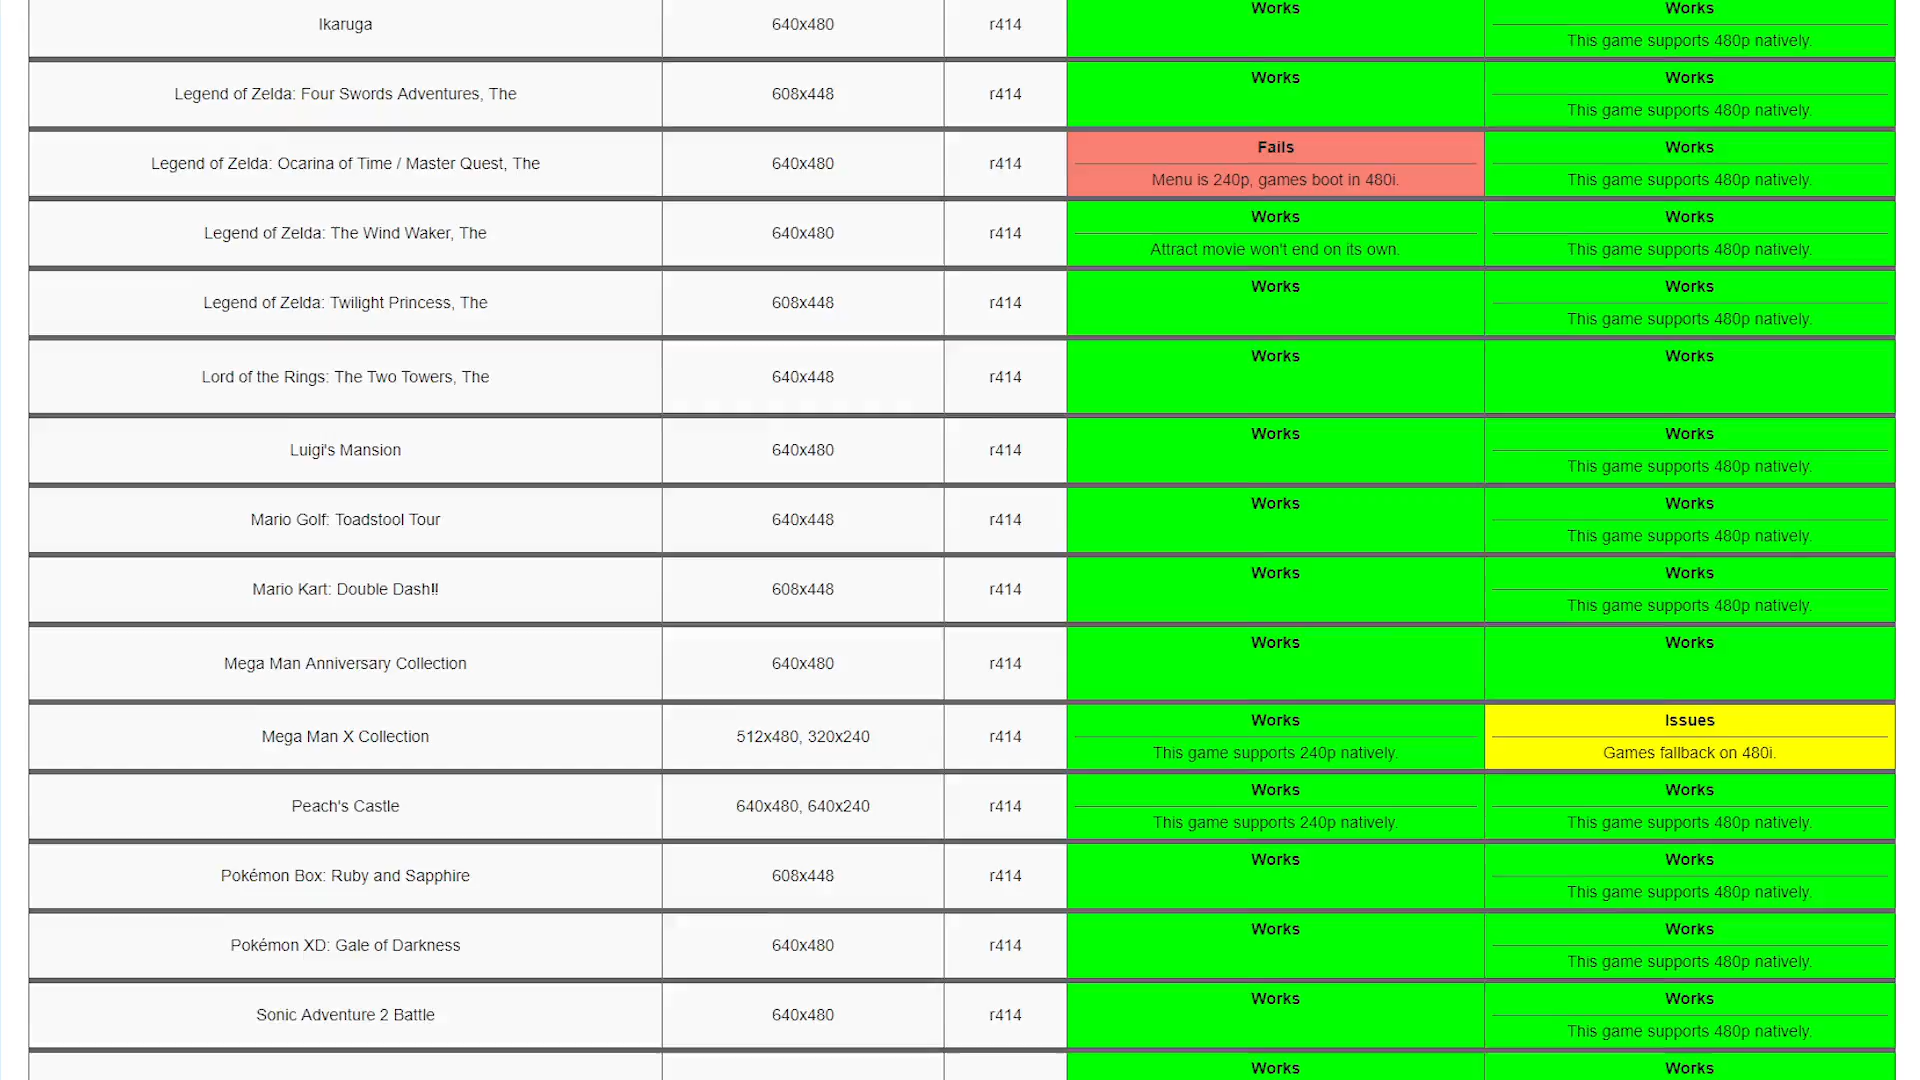 Works Works
Ikaruga 640x480 r414
This game supports 480p natively.
Works Works
Legend of Zelda: Four Swords Adventures, The 608x448 r414
This game supports 480p natively.
Fails Works
Legend of Zelda: Ocarina of Time / Master Quest, The 640x480 r414
Menu is 240p, games boot in 480i. This game supports 480p natively.
Works Works
Legend of Zelda: The Wind Waker, The 640x480 r414
Attract movie won't end on its own. This game supports 480p natively.
Works Works
Legend of Zelda: Twilight Princess, The 608x448 r414
This game supports 480p natively.
Works Works
Lord of the Rings: The Two Towers, The 640x448 r414
Works Works
Luigi's Mansion 640x480 r414
This game supports 480p natively.
Works Works
Mario Golf: Toadstool Tour 640x448 r414
This game supports 480p natively.
Works Works
Mario Kart: Double Dash!! 608x448 r414
This game supports 480p natively.
Works Works
Mega Man Anniversary Collection 640x480 r414
Works Issues
Mega Man X Collection 512x480, 320x240 r414
This game supports 240p natively. Games fallback on 480i.
Works Works
Peach's Castle 640x480, 640x240 r414
This game supports 240p natively. This game supports 480p natively.
Works Works
Pokémon Box: Ruby and Sapphire 608x448 r414
This game supports 480p natively.
Works Works
Pokémon XD: Gale of Darkness 640x480 r414
This game supports 480p natively.
Works Works
Sonic Adventure 2 Battle 640x480 r414
This game supports 480p natively.
Works Works